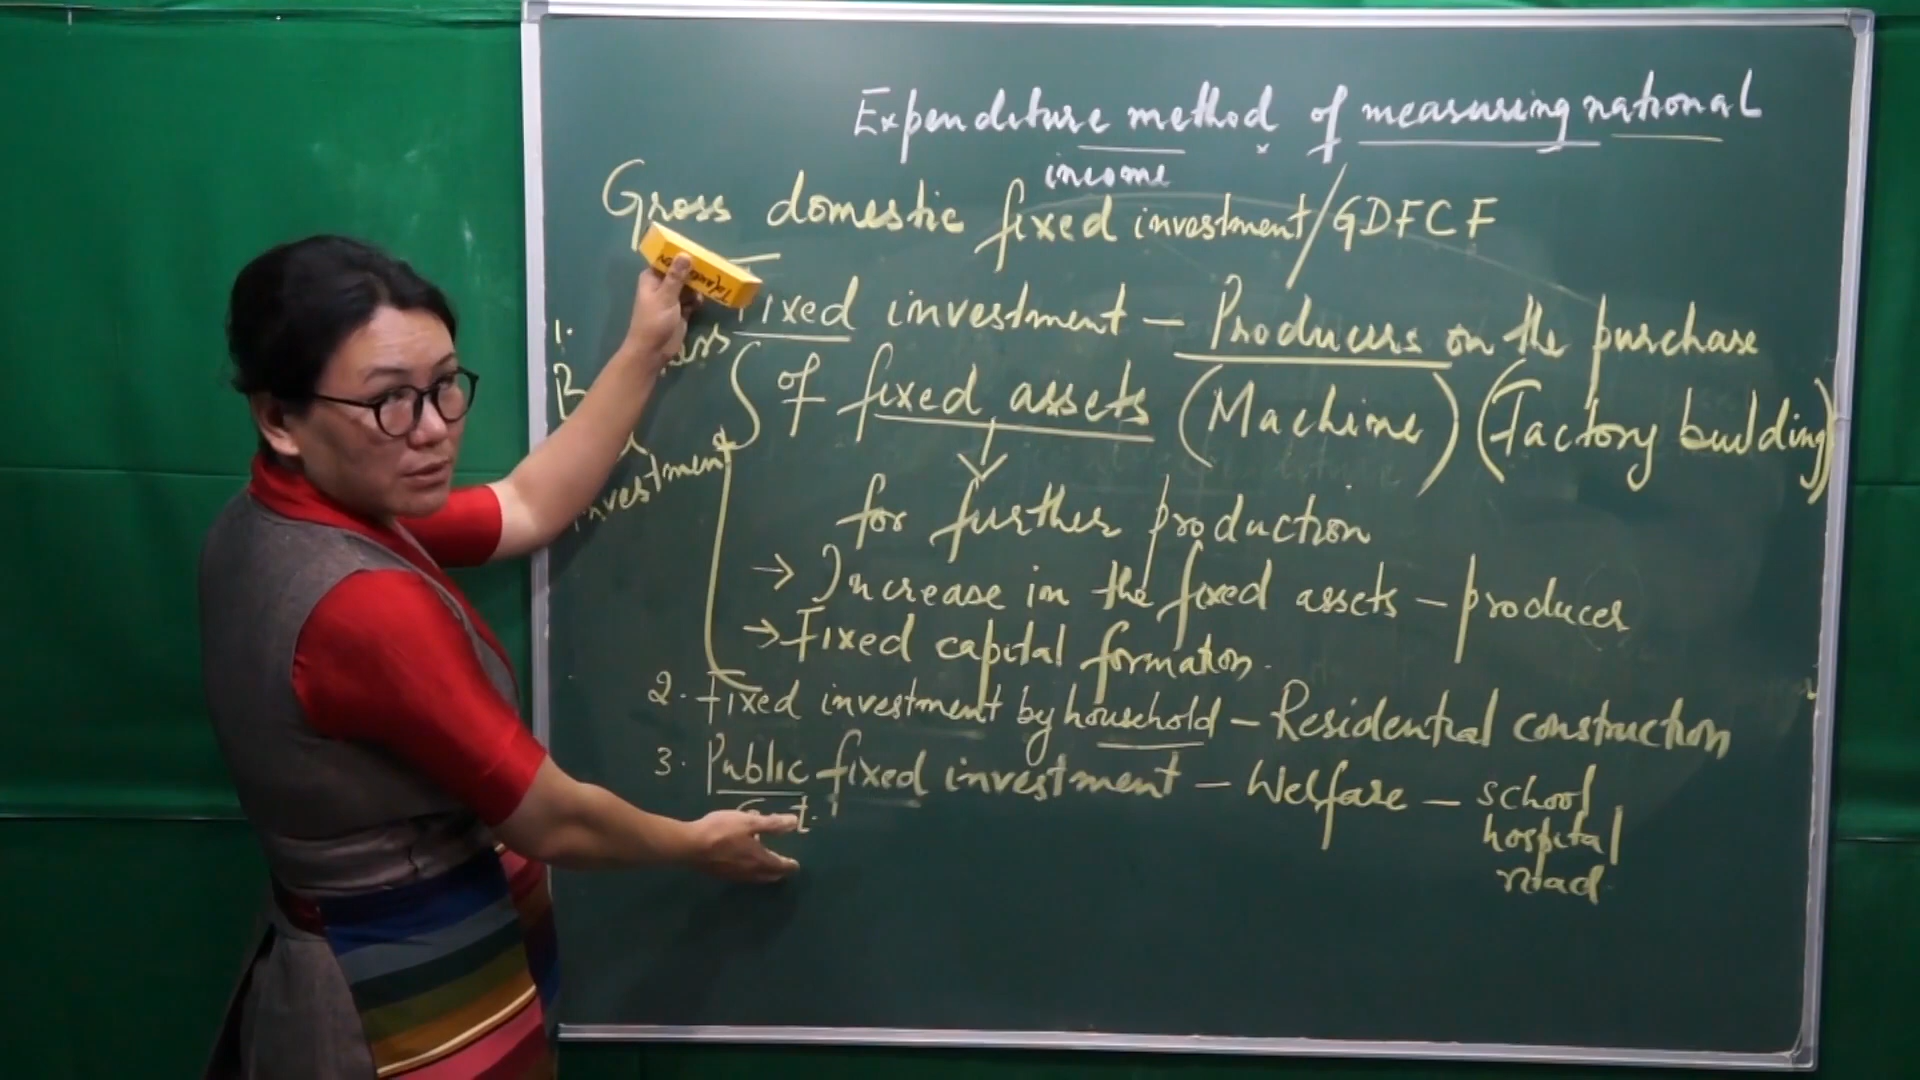 Expenditure method of measuring national
income
Gross domestic fixed investment/GDFCF
1. Fixed investment – Producers on the purchase
of fixed assets (Machine) (Factory building)
investment
for further production
→ Increase in the fixed assets – producer
→ Fixed capital formation.
2. Fixed investment by household – Residential construction
3. Public fixed investment – Welfare – school
hospital
road